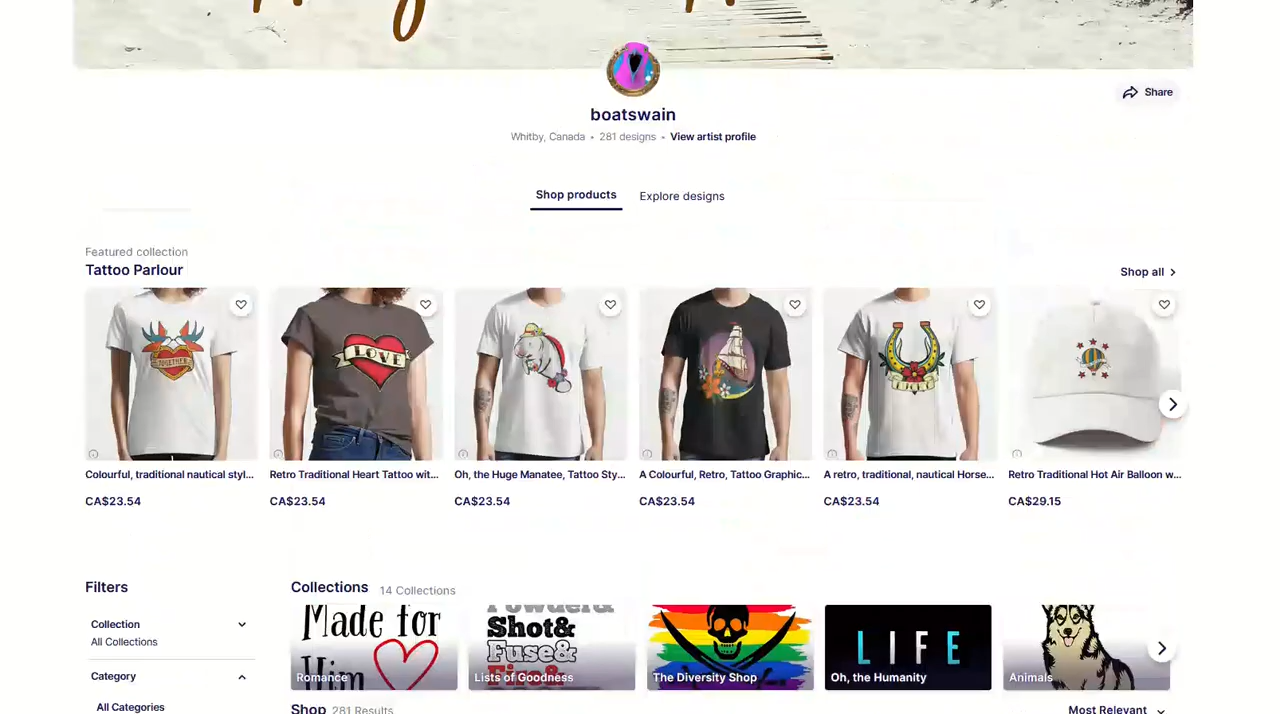 Share
boatswain
Whitby, Canada • 281 designs • View artist profile
Shop products
Explore designs
Featured collection
Tattoo Parlour
Shop all
TOGETHER
LOVE
Colourful, traditional nautical styl...
Retro Traditional Heart Tattoo wit...
Oh, the Huge Manatee, Tattoo Sty...
A Colourful, Retro, Tattoo Graphic...
A retro, traditional, nautical Horse...
Retro Traditional Hot Air Balloon w...
CA$23.54
CA$23.54
CA$23.54
CA$23.54
CA$23.54
CA$29.15
Filters
Collections 14 Collections
Collection
All Collections
Category
All Categories
Made for
Him
Romance
Powder&
Shot&
Fuse&
Fire&
Lists of Goodness
The Diversity Shop
LIFE
Oh, the Humanity
Animals
Shop 281 Results
Most Relevant